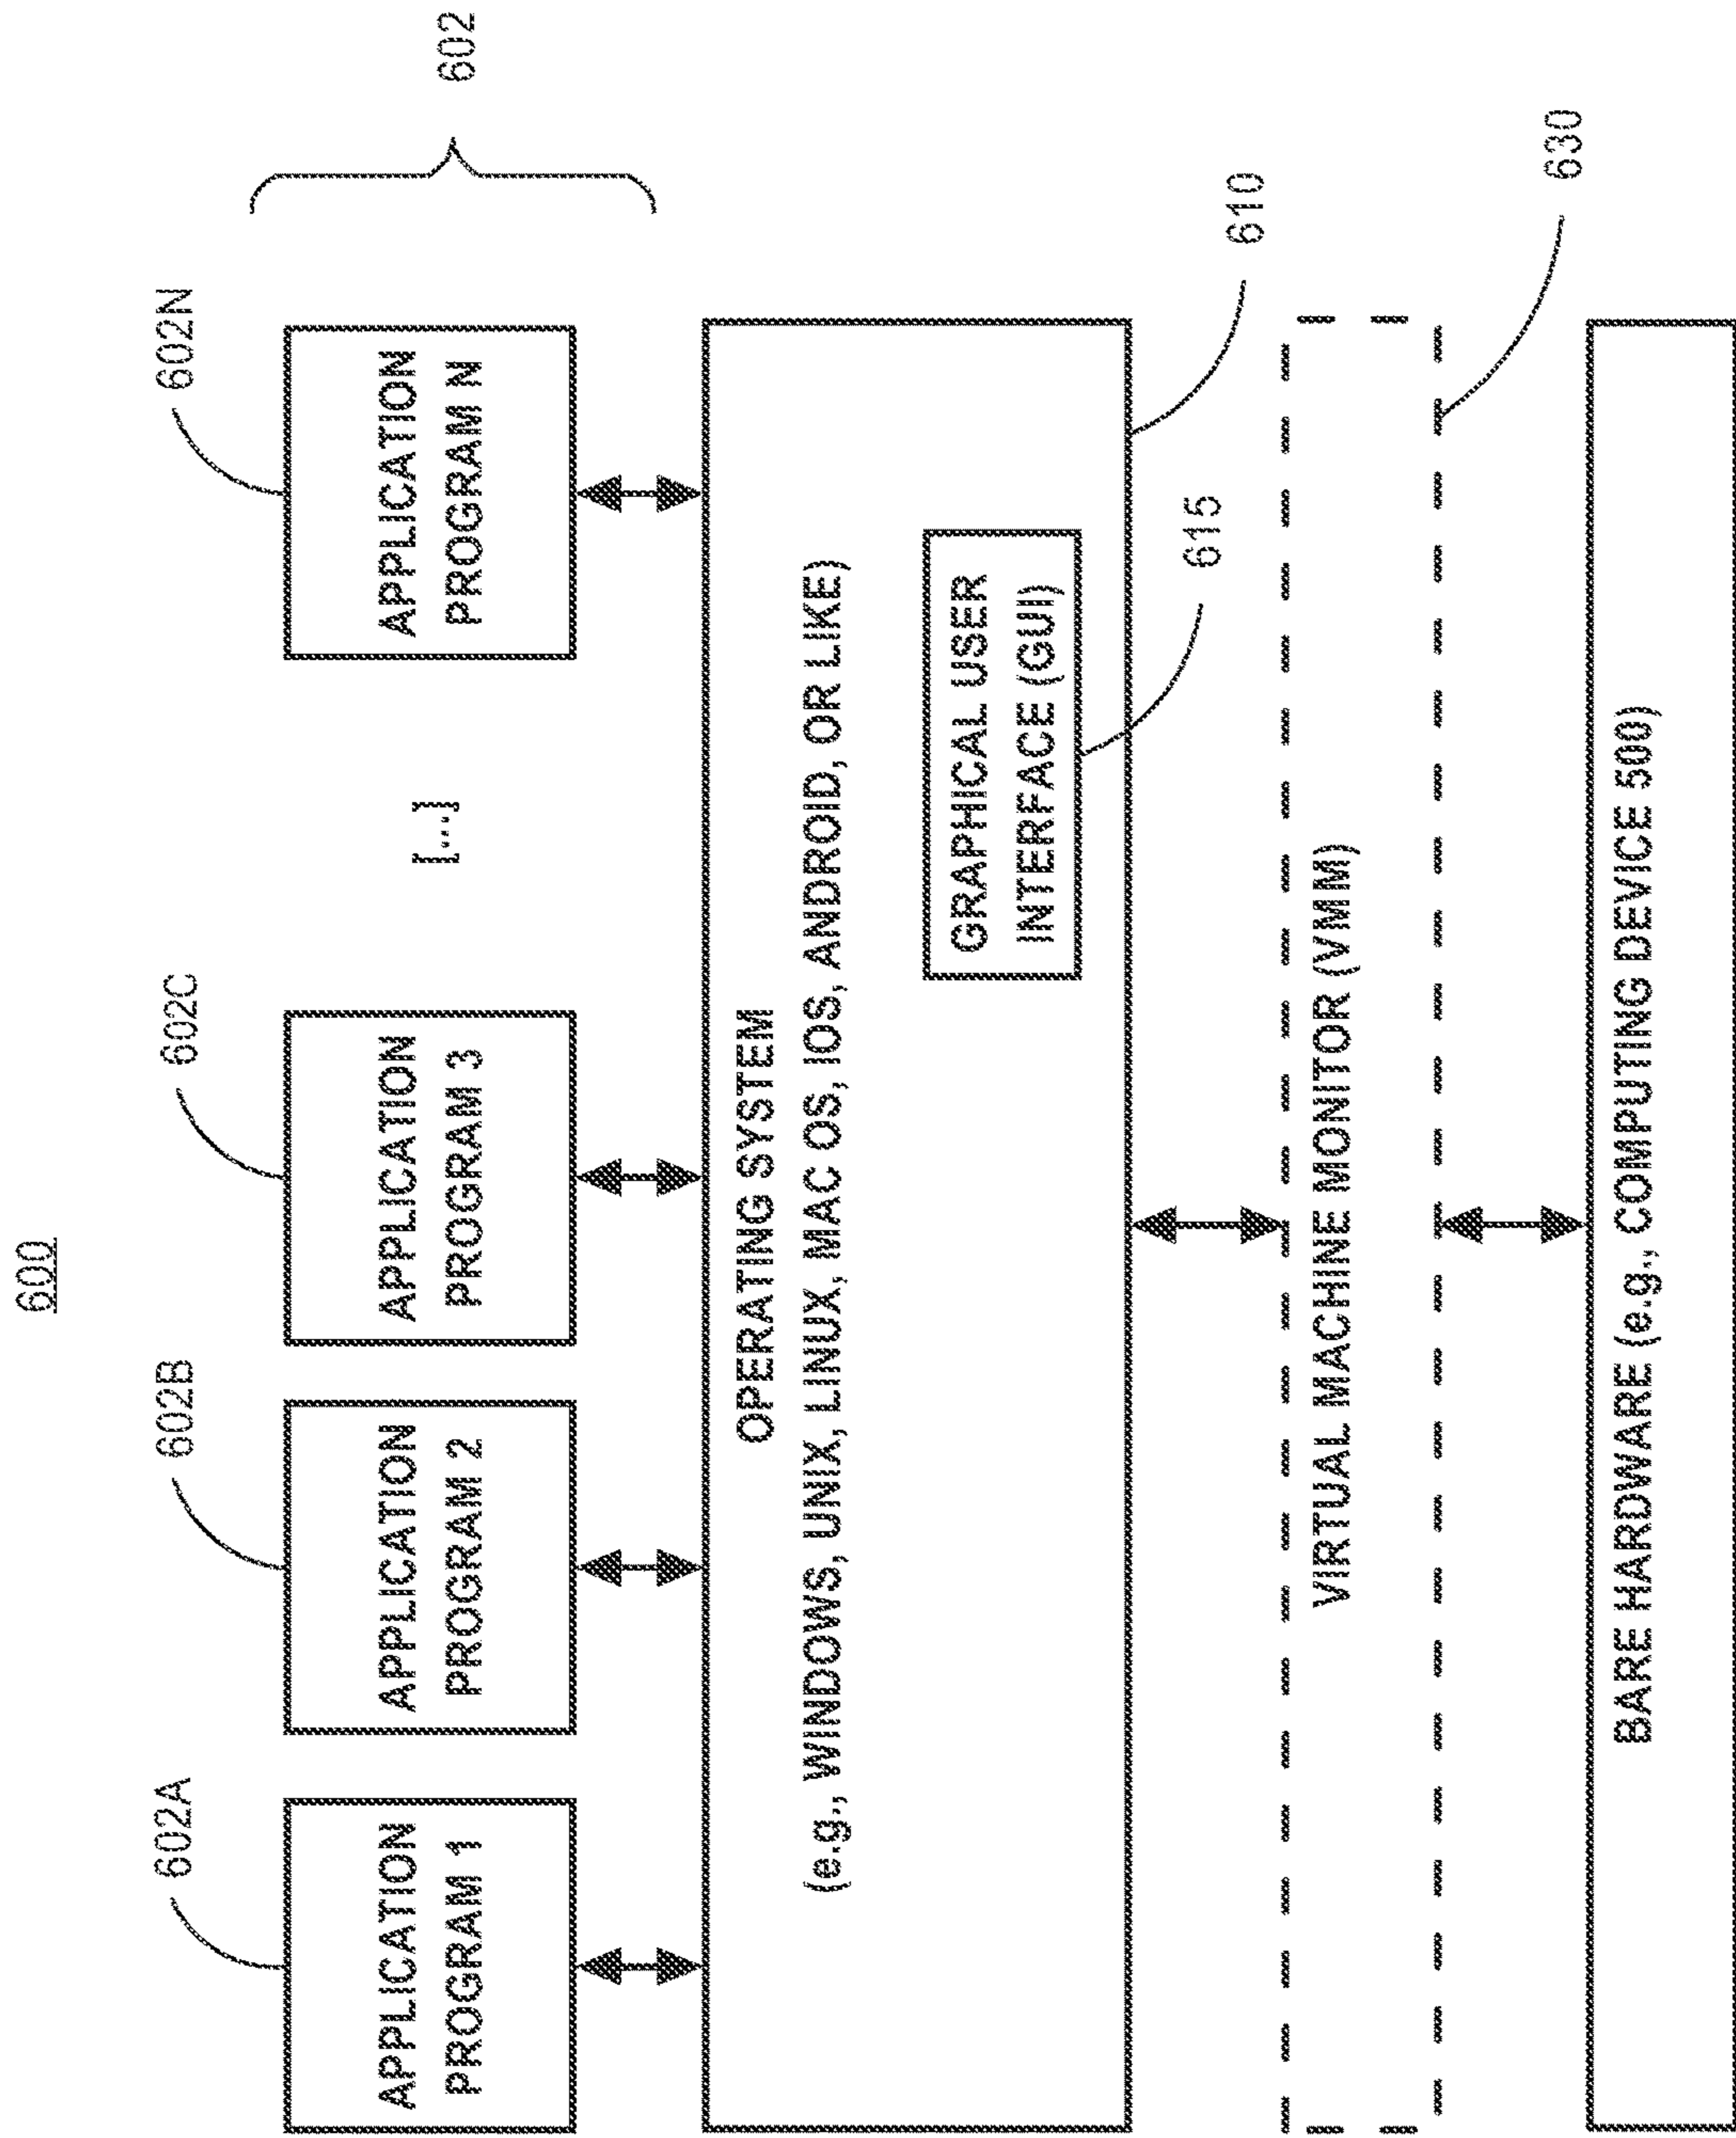 600
602A
602B
602C
602N
602
APPLICATION
PROGRAM 1
APPLICATION
PROGRAM 2
APPLICATION
PROGRAM 3
[...]
APPLICATION
PROGRAM N
OPERATING SYSTEM
(e.g., WINDOWS, UNIX, LINUX, MAC OS, IOS, ANDROID, OR LIKE)
GRAPHICAL USER
INTERFACE (GUI)
615
610
VIRTUAL MACHINE MONITOR (VMM)
630
BARE HARDWARE (e.g., COMPUTING DEVICE 500)